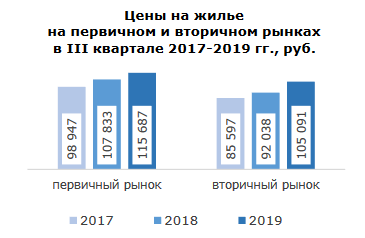 Цены на жилье
на первичном и вторичном рынках
в III квартале 2017-2019 гг., руб.
98 947
107 833
115 687
85 597
92 038
105 091
первичный рынок
вторичный рынок
2017
2018
2019